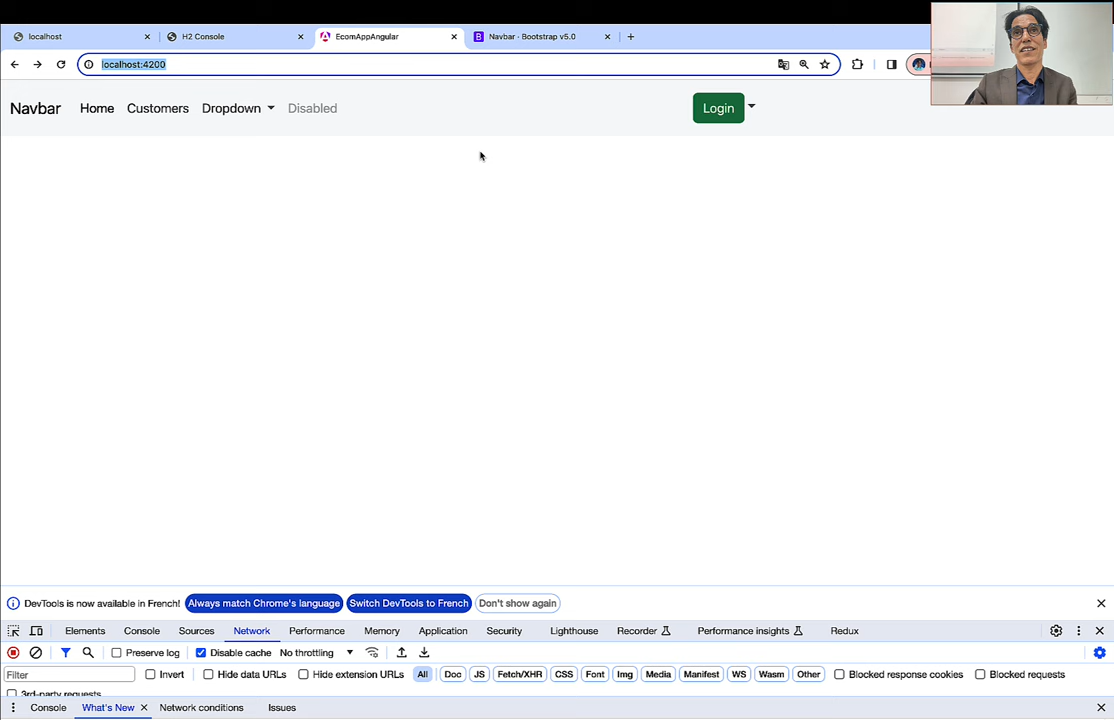 localhost
H2 Console
EcomAppAngular
Navbar · Bootstrap v5.0
localhost:4200
Navbar Home Customers Dropdown Disabled Login
DevTools is now available in French! Always match Chrome's language Switch DevTools to French Don't show again
Elements Console Sources Network Performance Memory Application Security Lighthouse Recorder Performance insights Redux
Preserve log Disable cache No throttling
Filter Invert Hide data URLs Hide extension URLs All Doc JS Fetch/XHR CSS Font Img Media Manifest WS Wasm Other Blocked response cookies Blocked requests
3rd-party requests
Console What's New Network conditions Issues